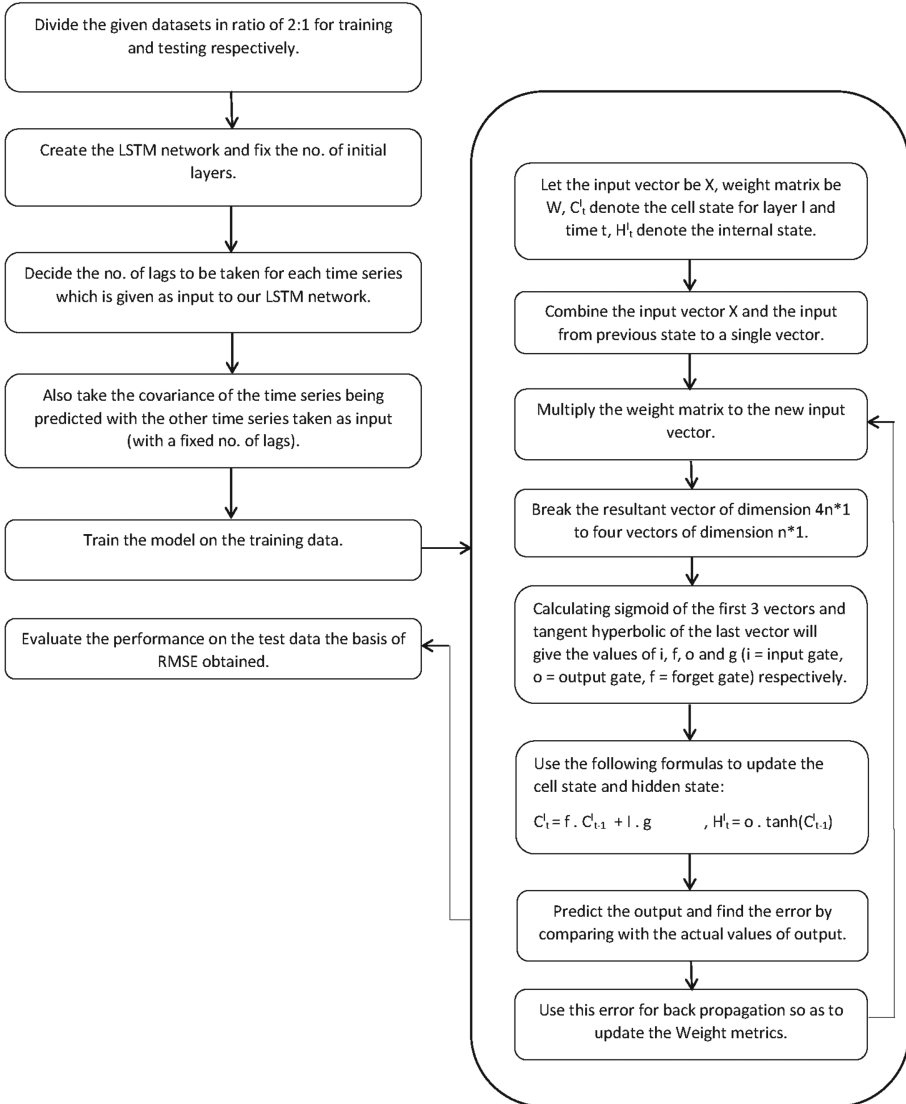 Divide the given datasets in ratio of 2:1 for training
and testing respectively.
Create the LSTM network and fix the no. of initial
layers.
Decide the no. of lags to be taken for each time series
which is given as input to our LSTM network.
Also take the covariance of the time series being
predicted with the other time series taken as input
(with a fixed no. of lags).
Train the model on the training data.
Evaluate the performance on the test data the basis of
RMSE obtained.
Let the input vector be X, weight matrix be
W, Cˡₜ denote the cell state for layer l and
time t, Hˡₜ denote the internal state.
Combine the input vector X and the input
from previous state to a single vector.
Multiply the weight matrix to the new input
vector.
Break the resultant vector of dimension 4n*1
to four vectors of dimension n*1.
Calculating sigmoid of the first 3 vectors and
tangent hyperbolic of the last vector will
give the values of i, f, o and g (i = input gate,
o = output gate, f = forget gate) respectively.
Use the following formulas to update the
cell state and hidden state:
Cˡₜ = f . Cˡₜ₋₁ + I . g , Hˡₜ = o . tanh(Cˡₜ₋₁)
Predict the output and find the error by
comparing with the actual values of output.
Use this error for back propagation so as to
update the Weight metrics.